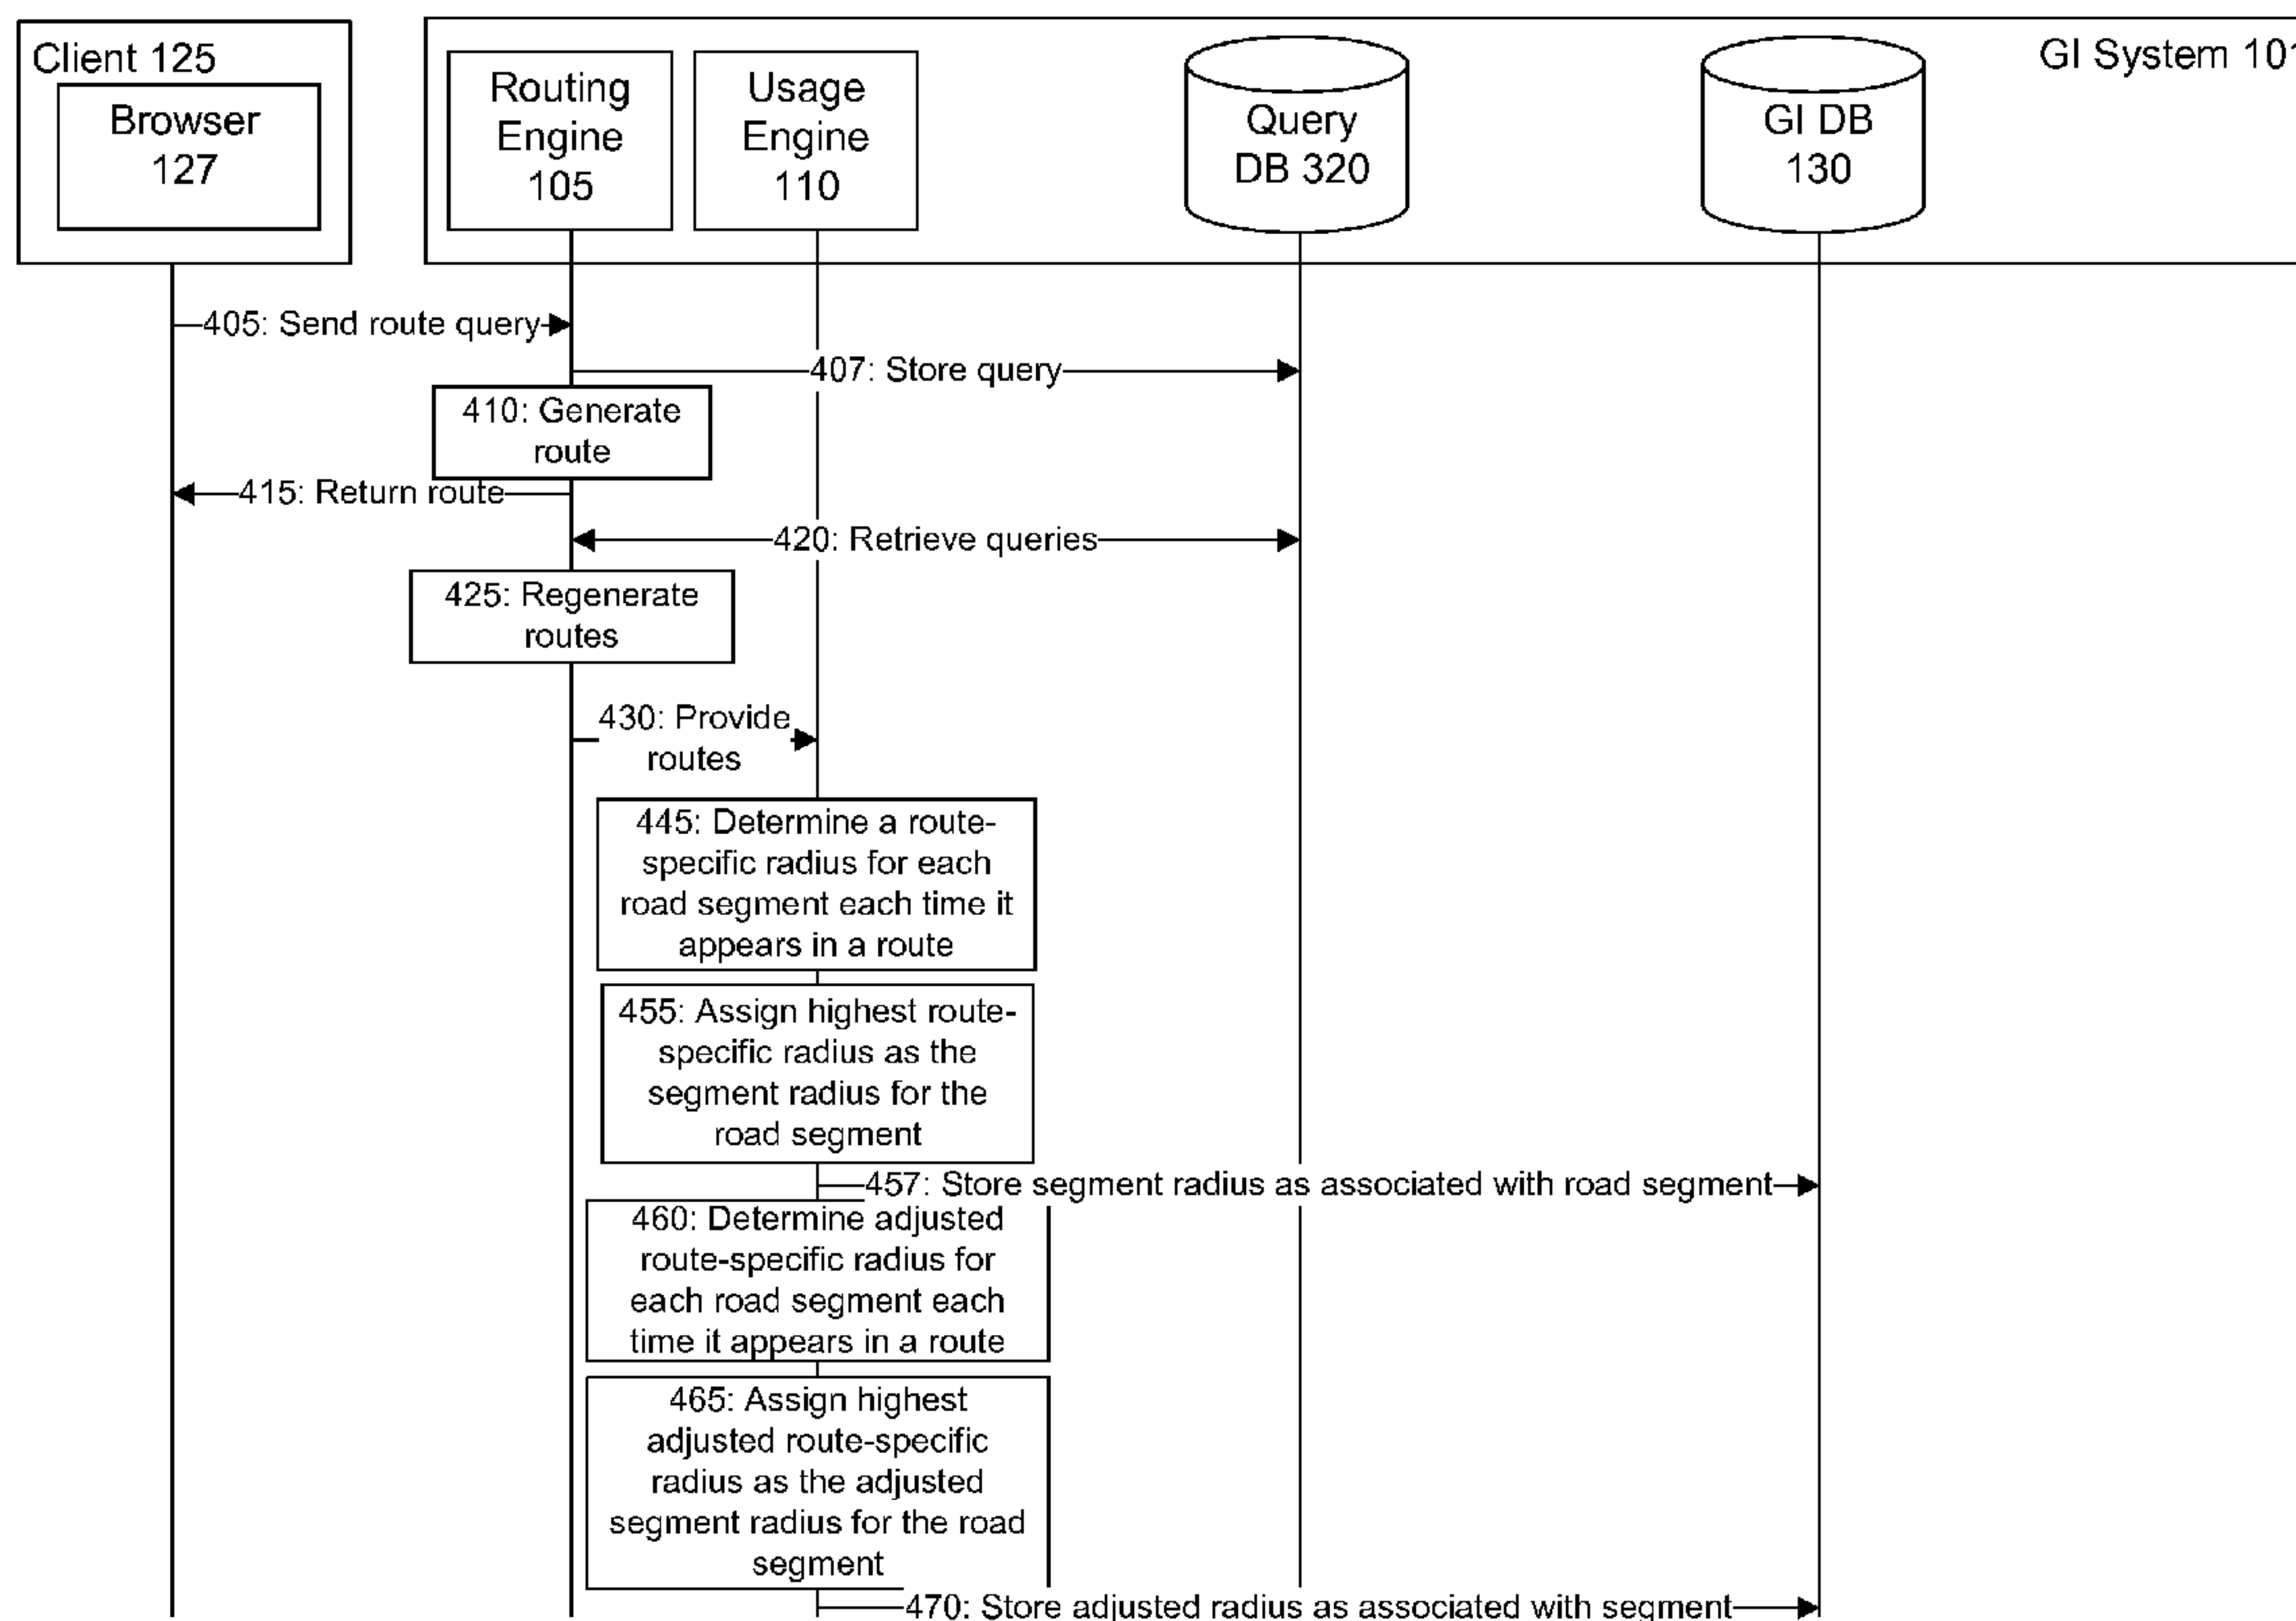 Client 125
Browser
127
Routing
Engine
105
Usage
Engine
110
Query
DB 320
GI DB
130
GI System 101
405: Send route query
407: Store query
410: Generate
route
415: Return route
420: Retrieve queries
425: Regenerate
routes
430: Provide
routes
445: Determine a route-
specific radius for each
road segment each time it
appears in a route
455: Assign highest route-
specific radius as the
segment radius for the
road segment
457: Store segment radius as associated with road segment
460: Determine adjusted
route-specific radius for
each road segment each
time it appears in a route
465: Assign highest
adjusted route-specific
radius as the adjusted
segment radius for the road
segment
470: Store adjusted radius as associated with segment